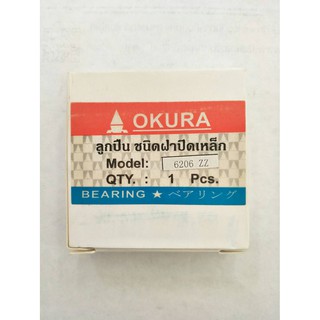 OKURA
ลูกปืน ชนิดฝาปิดเหล็ก
Model: 6206 ZZ
QTY. : 1 Pcs.
BEARING ★ ベアリング